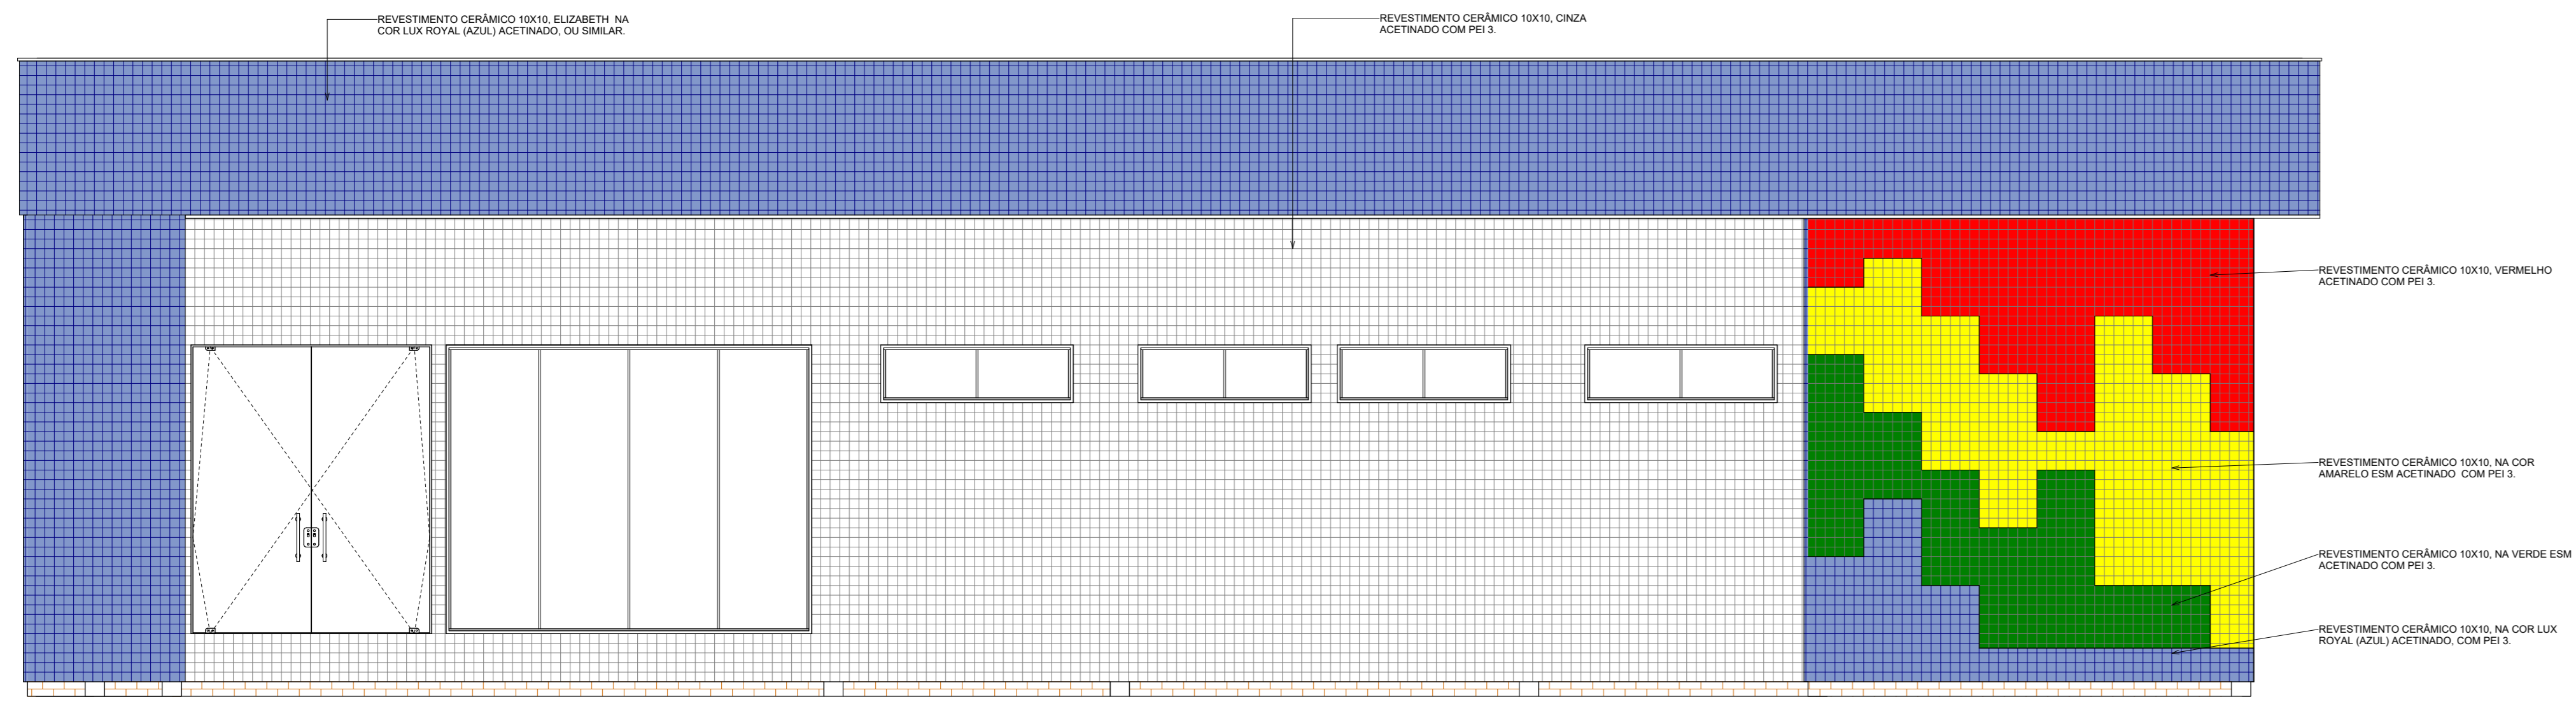 REVESTIMENTO CERÂMICO 10X10, ELIZABETH NA
COR LUX ROYAL (AZUL) ACETINADO, OU SIMILAR.
REVESTIMENTO CERÂMICO 10X10, CINZA
ACETINADO COM PEI 3.
REVESTIMENTO CERÂMICO 10X10, VERMELHO
ACETINADO COM PEI 3.
REVESTIMENTO CERÂMICO 10X10, NA COR
AMARELO ESM ACETINADO COM PEI 3.
REVESTIMENTO CERÂMICO 10X10, NA VERDE ESM
ACETINADO COM PEI 3.
REVESTIMENTO CERÂMICO 10X10, NA COR LUX
ROYAL (AZUL) ACETINADO, COM PEI 3.